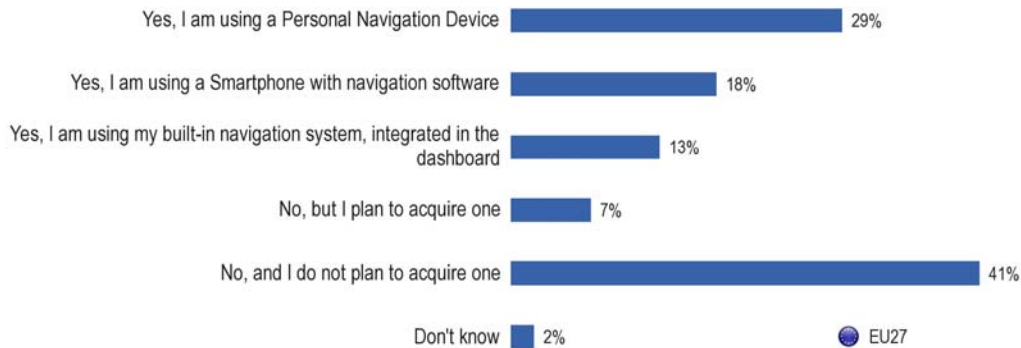 Yes, I am using a Personal Navigation Device
29%
Yes, I am using a Smartphone with navigation software
18%
Yes, I am using my built-in navigation system, integrated in the
dashboard
13%
No, but I plan to acquire one
7%
No, and I do not plan to acquire one
41%
Don't know
2%
EU27